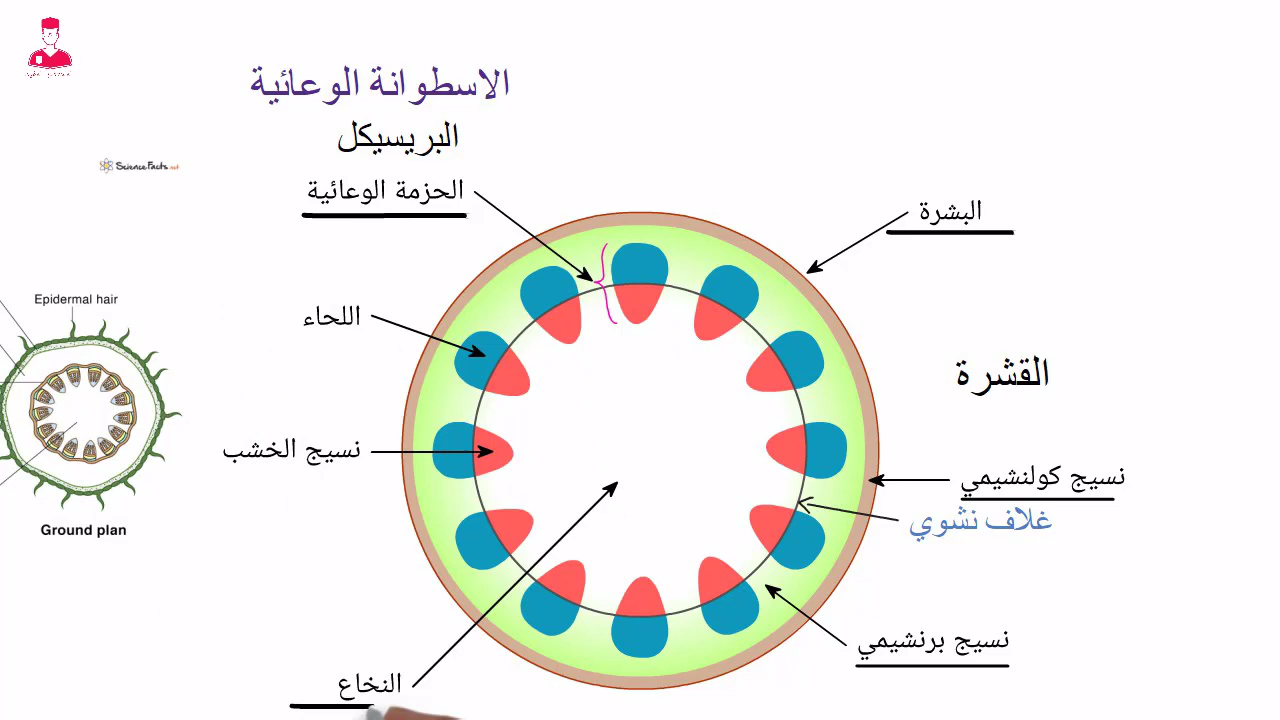 الاسطوانة الوعائية
البريسيكل
ScienceFacts.net
الحزمة الوعائية
البشرة
Epidermal hair
اللحاء
القشرة
نسيج الخشب
نسيج كولنشيمي
غلاف نشوي
Ground plan
نسيج برنشيمي
النخاع